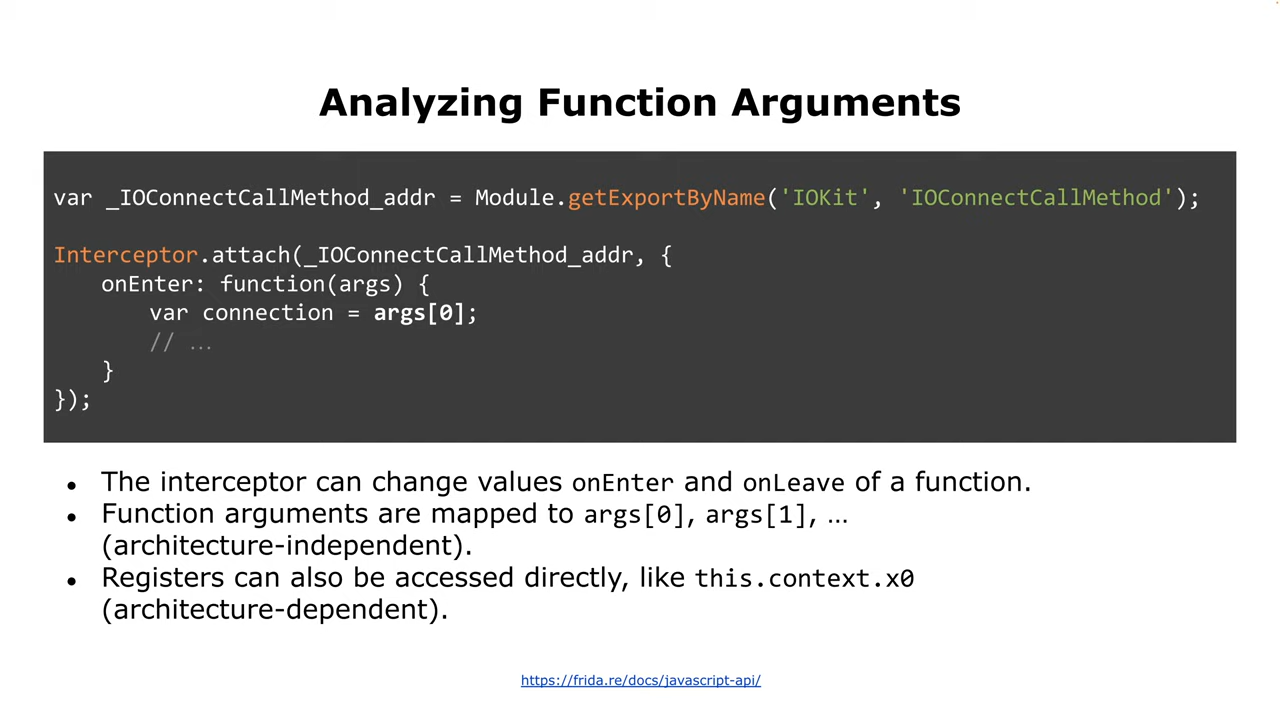 Analyzing Function Arguments
var _IOConnectCallMethod_addr = Module.getExportByName('IOKit', 'IOConnectCallMethod');
Interceptor.attach(_IOConnectCallMethod_addr, {
onEnter: function(args) {
var connection = args[0];
// …
}
});
• The interceptor can change values onEnter and onLeave of a function.
• Function arguments are mapped to args[0], args[1], …
(architecture-independent).
• Registers can also be accessed directly, like this.context.x0
(architecture-dependent).
https://frida.re/docs/javascript-api/